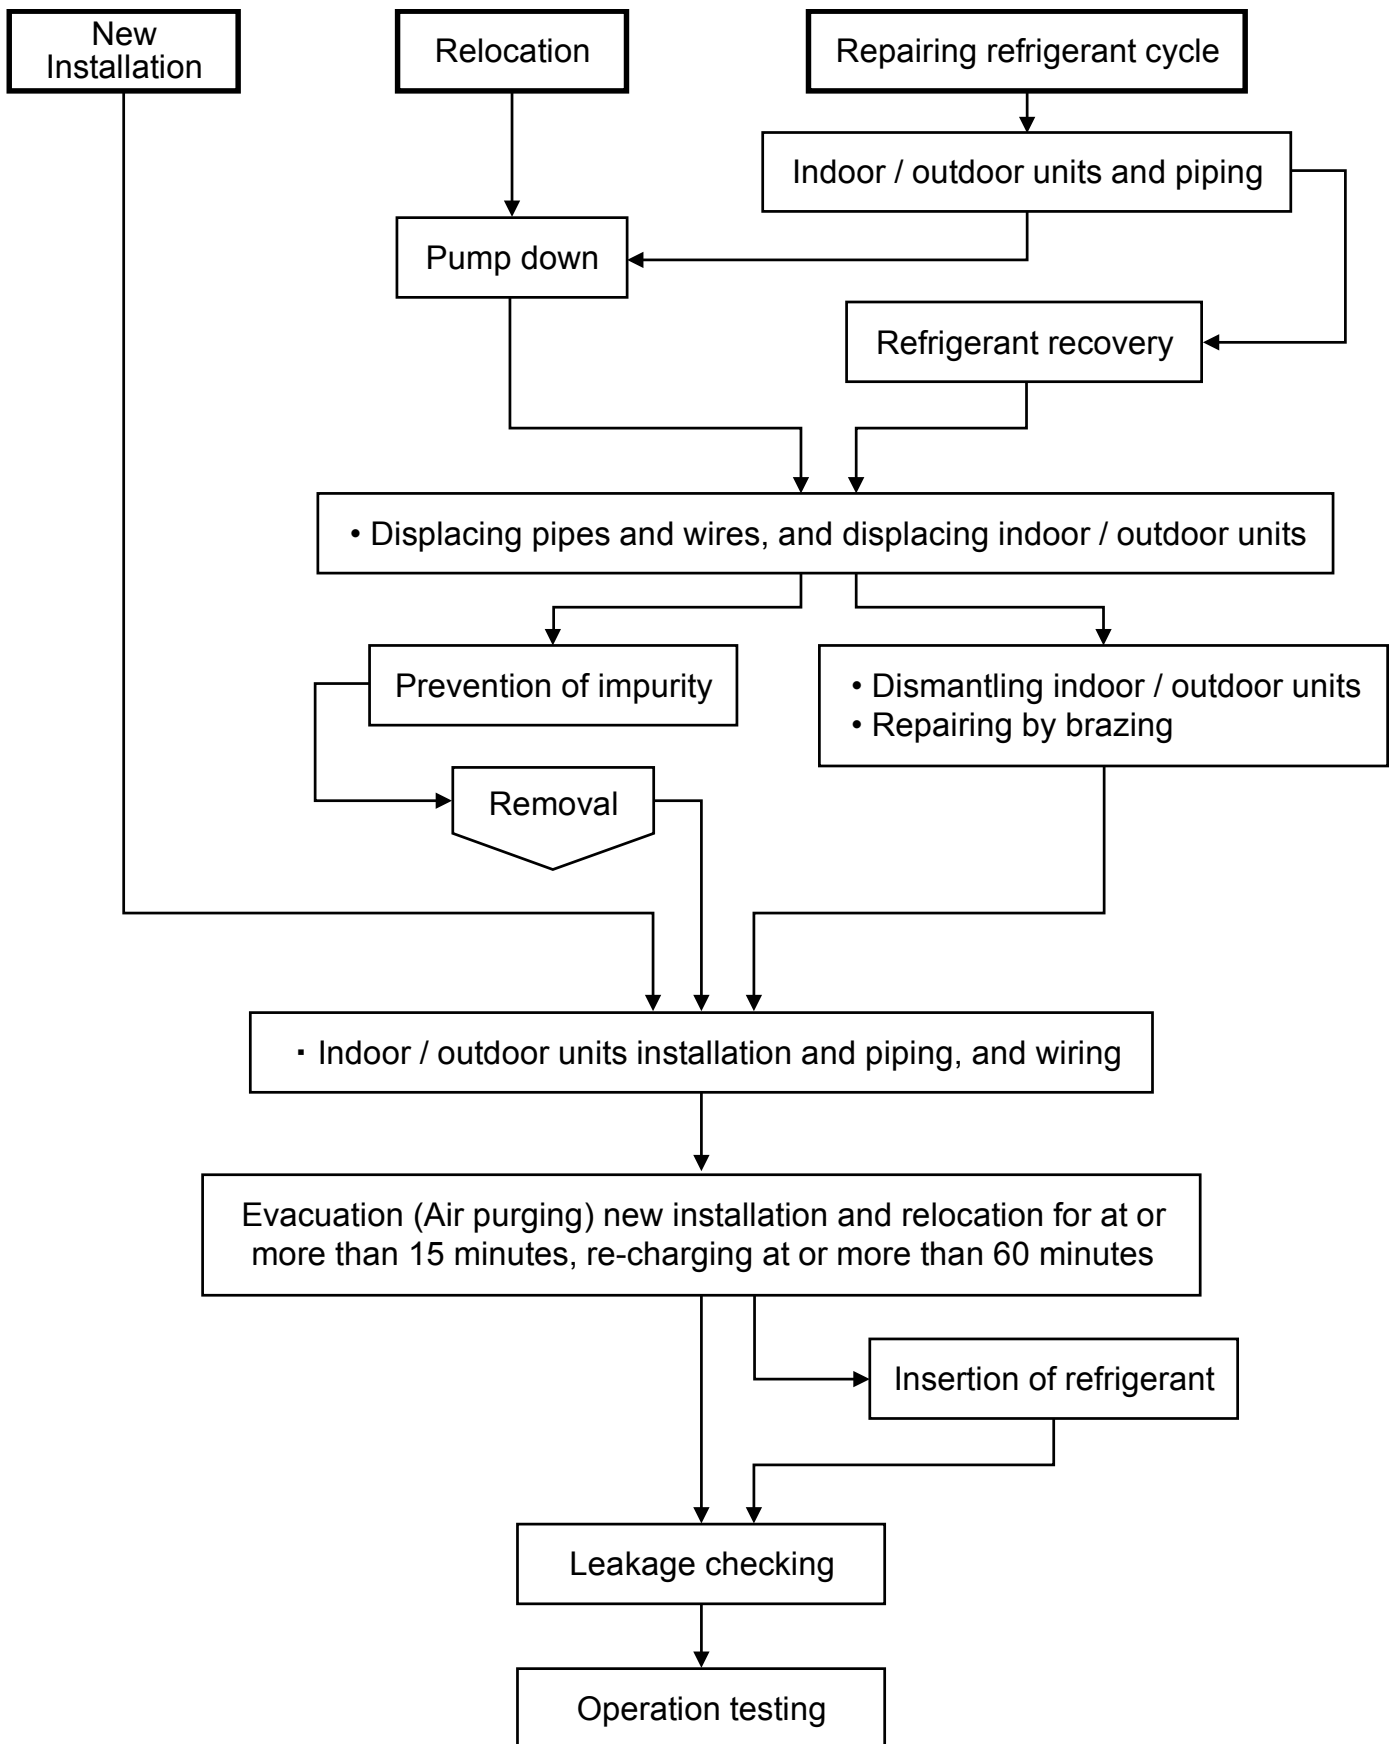 New
Installation
Relocation
Repairing refrigerant cycle
Indoor / outdoor units and piping
Pump down
Refrigerant recovery
• Displacing pipes and wires, and displacing indoor / outdoor units
Prevention of impurity
• Dismantling indoor / outdoor units
• Repairing by brazing
Removal
・Indoor / outdoor units installation and piping, and wiring
Evacuation (Air purging) new installation and relocation for at or
more than 15 minutes, re-charging at or more than 60 minutes
Insertion of refrigerant
Leakage checking
Operation testing